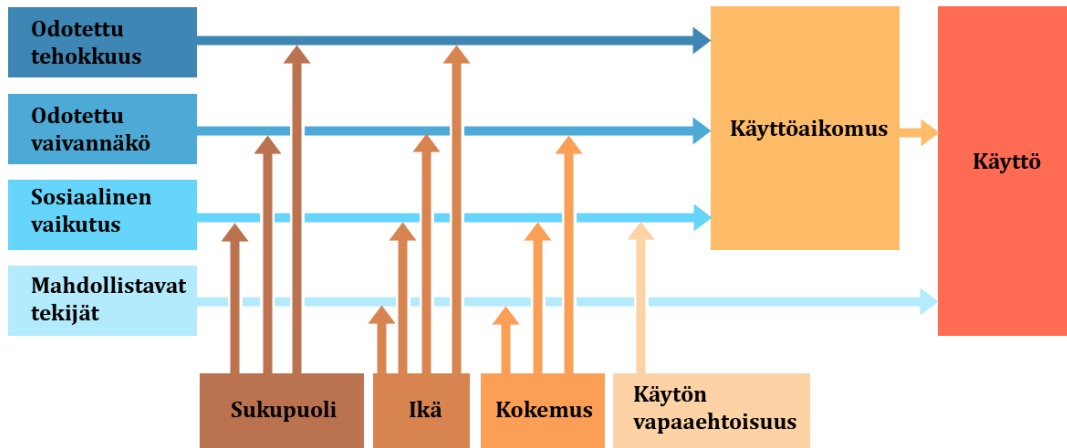 Odotettu
tehokkuus
Odotettu
vaivannäkö
Sosiaalinen
vaikutus
Mahdollistavat
tekijät
Käyttöaikomus
Käyttö
Sukupuoli
Ikä
Kokemus
Käytön
vapaaehtoisuus